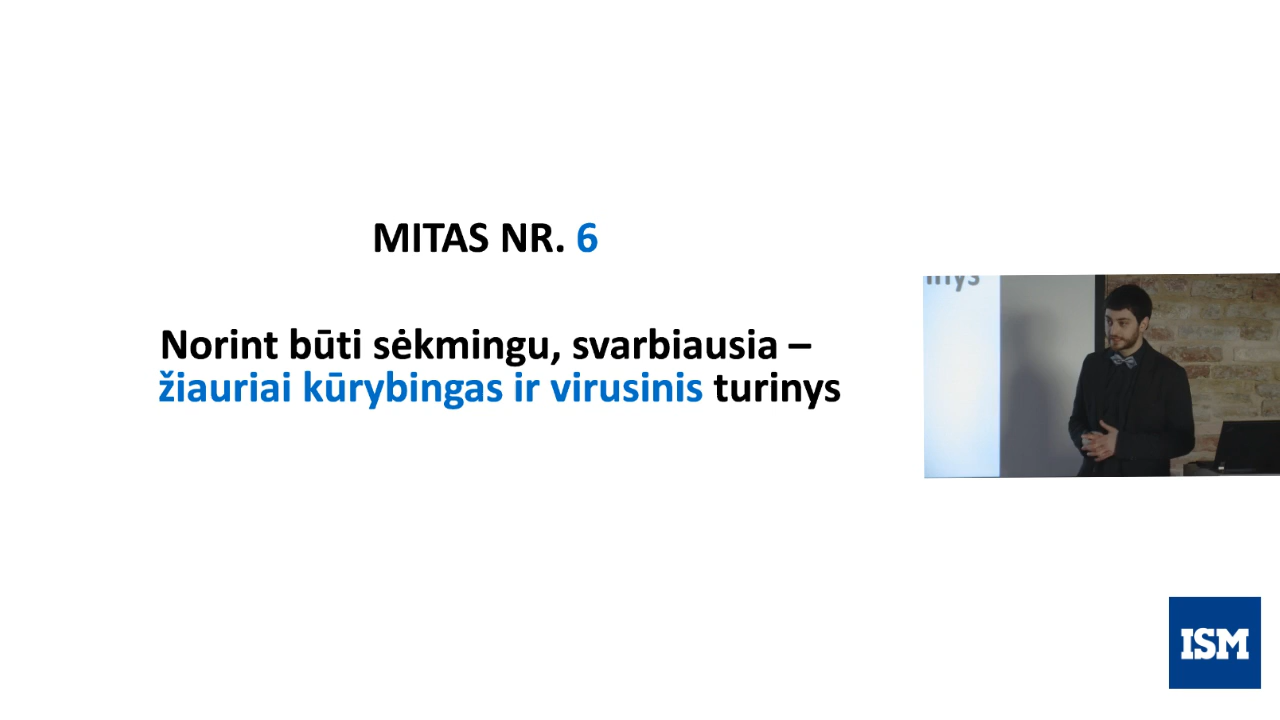 MITAS NR. 6
Norint būti sėkmingu, svarbiausia –
žiauriai kūrybingas ir virusinis turinys
ISM